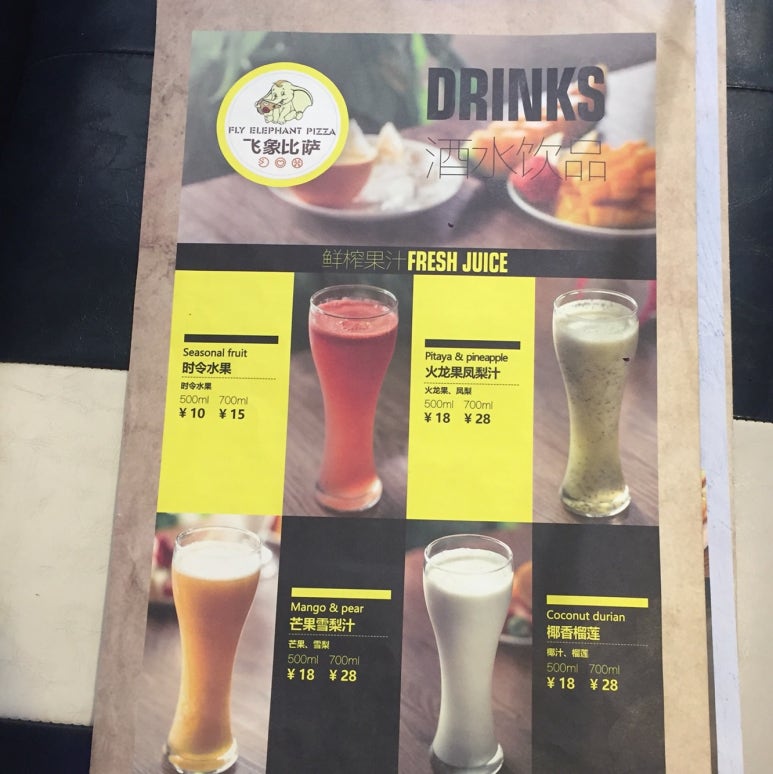 FLY ELEPHANT PIZZA
飞象比萨
DRINKS
酒水饮品
鲜榨果汁 FRESH JUICE
Seasonal fruit
时令水果
时令水果
500ml 700ml
¥10 ¥15
Pitaya & pineapple
火龙果凤梨汁
火龙果、凤梨
500ml 700ml
¥18 ¥28
Mango & pear
芒果雪梨汁
芒果、雪梨
500ml 700ml
¥18 ¥28
Coconut durian
椰香榴莲
椰汁、榴莲
500ml 700ml
¥18 ¥28